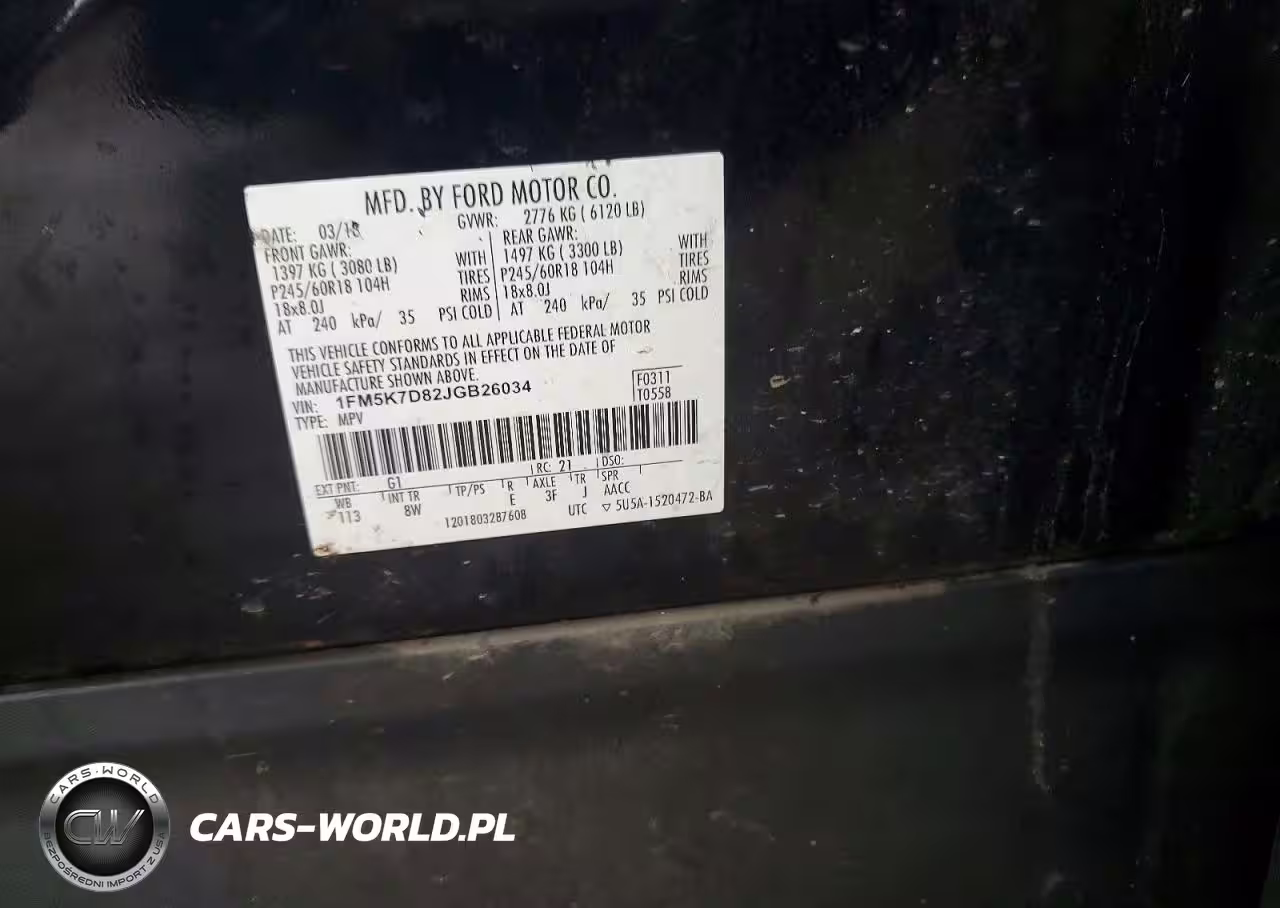 MFD. BY FORD MOTOR CO.
DATE: 03/18
GVWR: 2776 KG ( 6120 LB)
FRONT GAWR:
1397 KG ( 3080 LB) WITH
P245/60R18 104H TIRES
18x8.0J RIMS
AT 240 kPa/ 35 PSI COLD
REAR GAWR:
1497 KG ( 3300 LB) WITH
P245/60R18 104H TIRES
18x8.0J RIMS
AT 240 kPa/ 35 PSI COLD
THIS VEHICLE CONFORMS TO ALL APPLICABLE FEDERAL MOTOR
VEHICLE SAFETY STANDARDS IN EFFECT ON THE DATE OF
MANUFACTURE SHOWN ABOVE.
VIN: 1FM5K7D82JGB26034
TYPE: MPV
F0311
T0558
EXT PNT: G1 RC: 21 DSO:
WB INT TR TP/PS R AXLE TR SPR
113 8W E 3F J AACC
1201803287608 UTC ▽ 5U5A-1520472-BA
CARS-WORLD
CW
BEZPOŚREDNI IMPORT Z USA
CARS-WORLD.PL